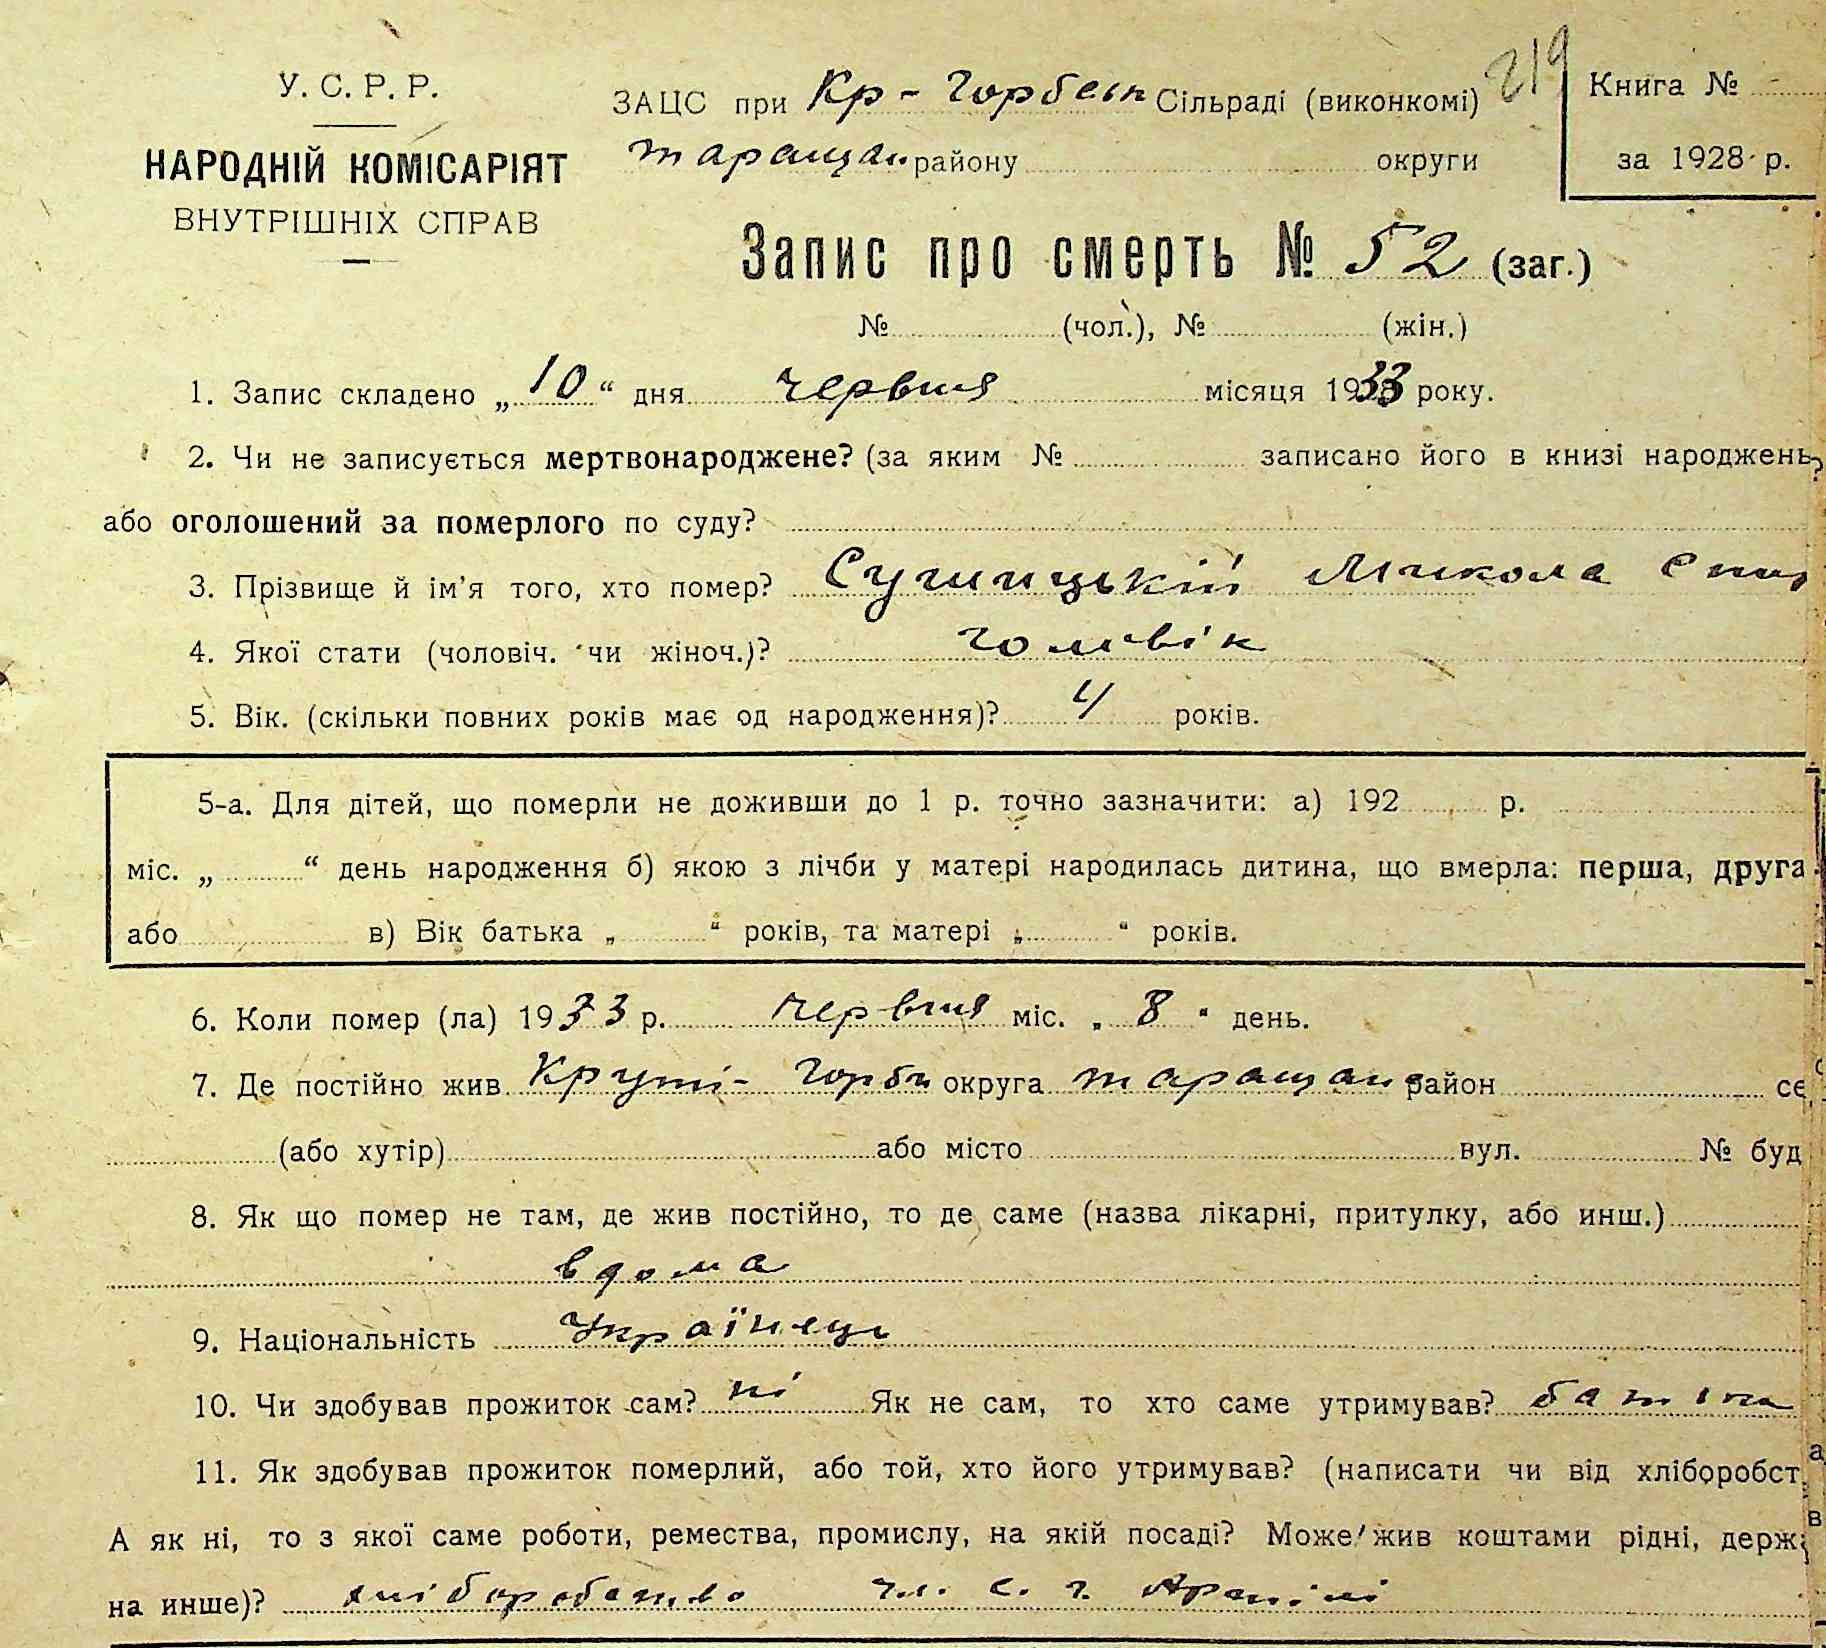 219
У. С. Р. Р.
НАРОДНІЙ КОМІСАРІЯТ
ВНУТРІШНІХ СПРАВ
ЗАЦС при Кр-Горбськ Сільраді (виконкомі)
таращан. району округи
Книга №
за 1928 р.
Запис про смерть № 52 (заг.)
№ (чол.), № (жін.)
1. Запис складено „10“ дня червня місяця 1933 року.
2. Чи не записується мертвонароджене? (за яким № записано його в книзі народжень,
або оголошений за померлого по суду?
3. Прізвище й ім’я того, хто помер? Микола
4. Якої стати (чоловіч. чи жіноч.)? чоловік
5. Вік. (скільки повних років має од народження)? 4 років.
5-а. Для дітей, що померли не доживши до 1 р. точно зазначити: а) 192 р.
міс. „ “ день народження б) якою з лічби у матері народилась дитина, що вмерла: перша, друга
або в) Вік батька „ “ років, та матері „ “ років.
6. Коли помер (ла) 1933 р. червня міс. „ 8 “ день.
7. Де постійно жив Круті-Горби округа таращан район се
(або хутір) або місто вул. № буд
8. Як що помер не там, де жив постійно, то де саме (назва лікарні, притулку, або инш.)
вдома
9. Національність Українець
10. Чи здобував прожиток сам? ні Як не сам, то хто саме утримував?
11. Як здобував прожиток померлий, або той, хто його утримував? (написати чи від хліборобст
А як ні, то з якої саме роботи, ремества, промислу, на якій посаді? Може жив коштами рідні, держ
на инше)? хліборобство чл. с. г. Артілі